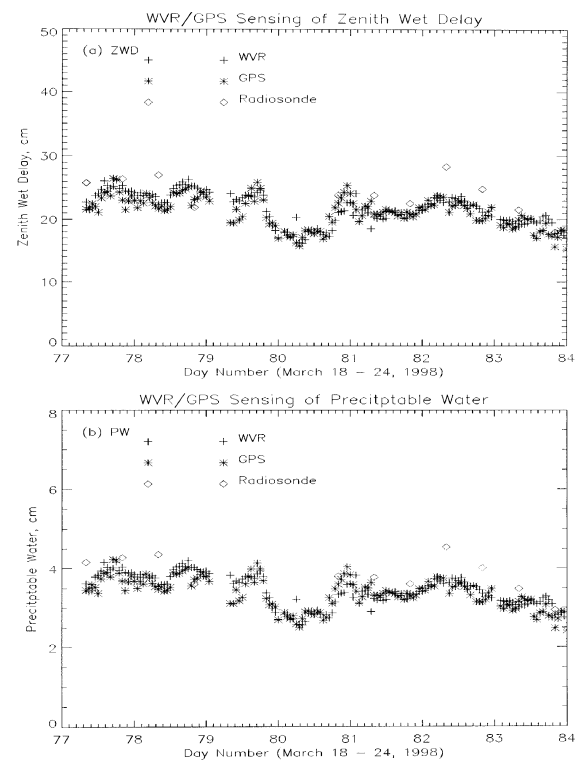 WVR/GPS Sensing of Zenith Wet Delay
50
(a) ZWD
WVR
GPS
Radiosonde
40
30
20
10
0
Zenith Wet Delay, cm
77 78 79 80 81 82 83 84
Day Number (March 18 – 24, 1998)
WVR/GPS Sensing of Precitptable Water
8
(b) PW
WVR
GPS
Radiosonde
6
4
2
0
Precitptable Water, cm
77 78 79 80 81 82 83 84
Day Number (March 18 – 24, 1998)